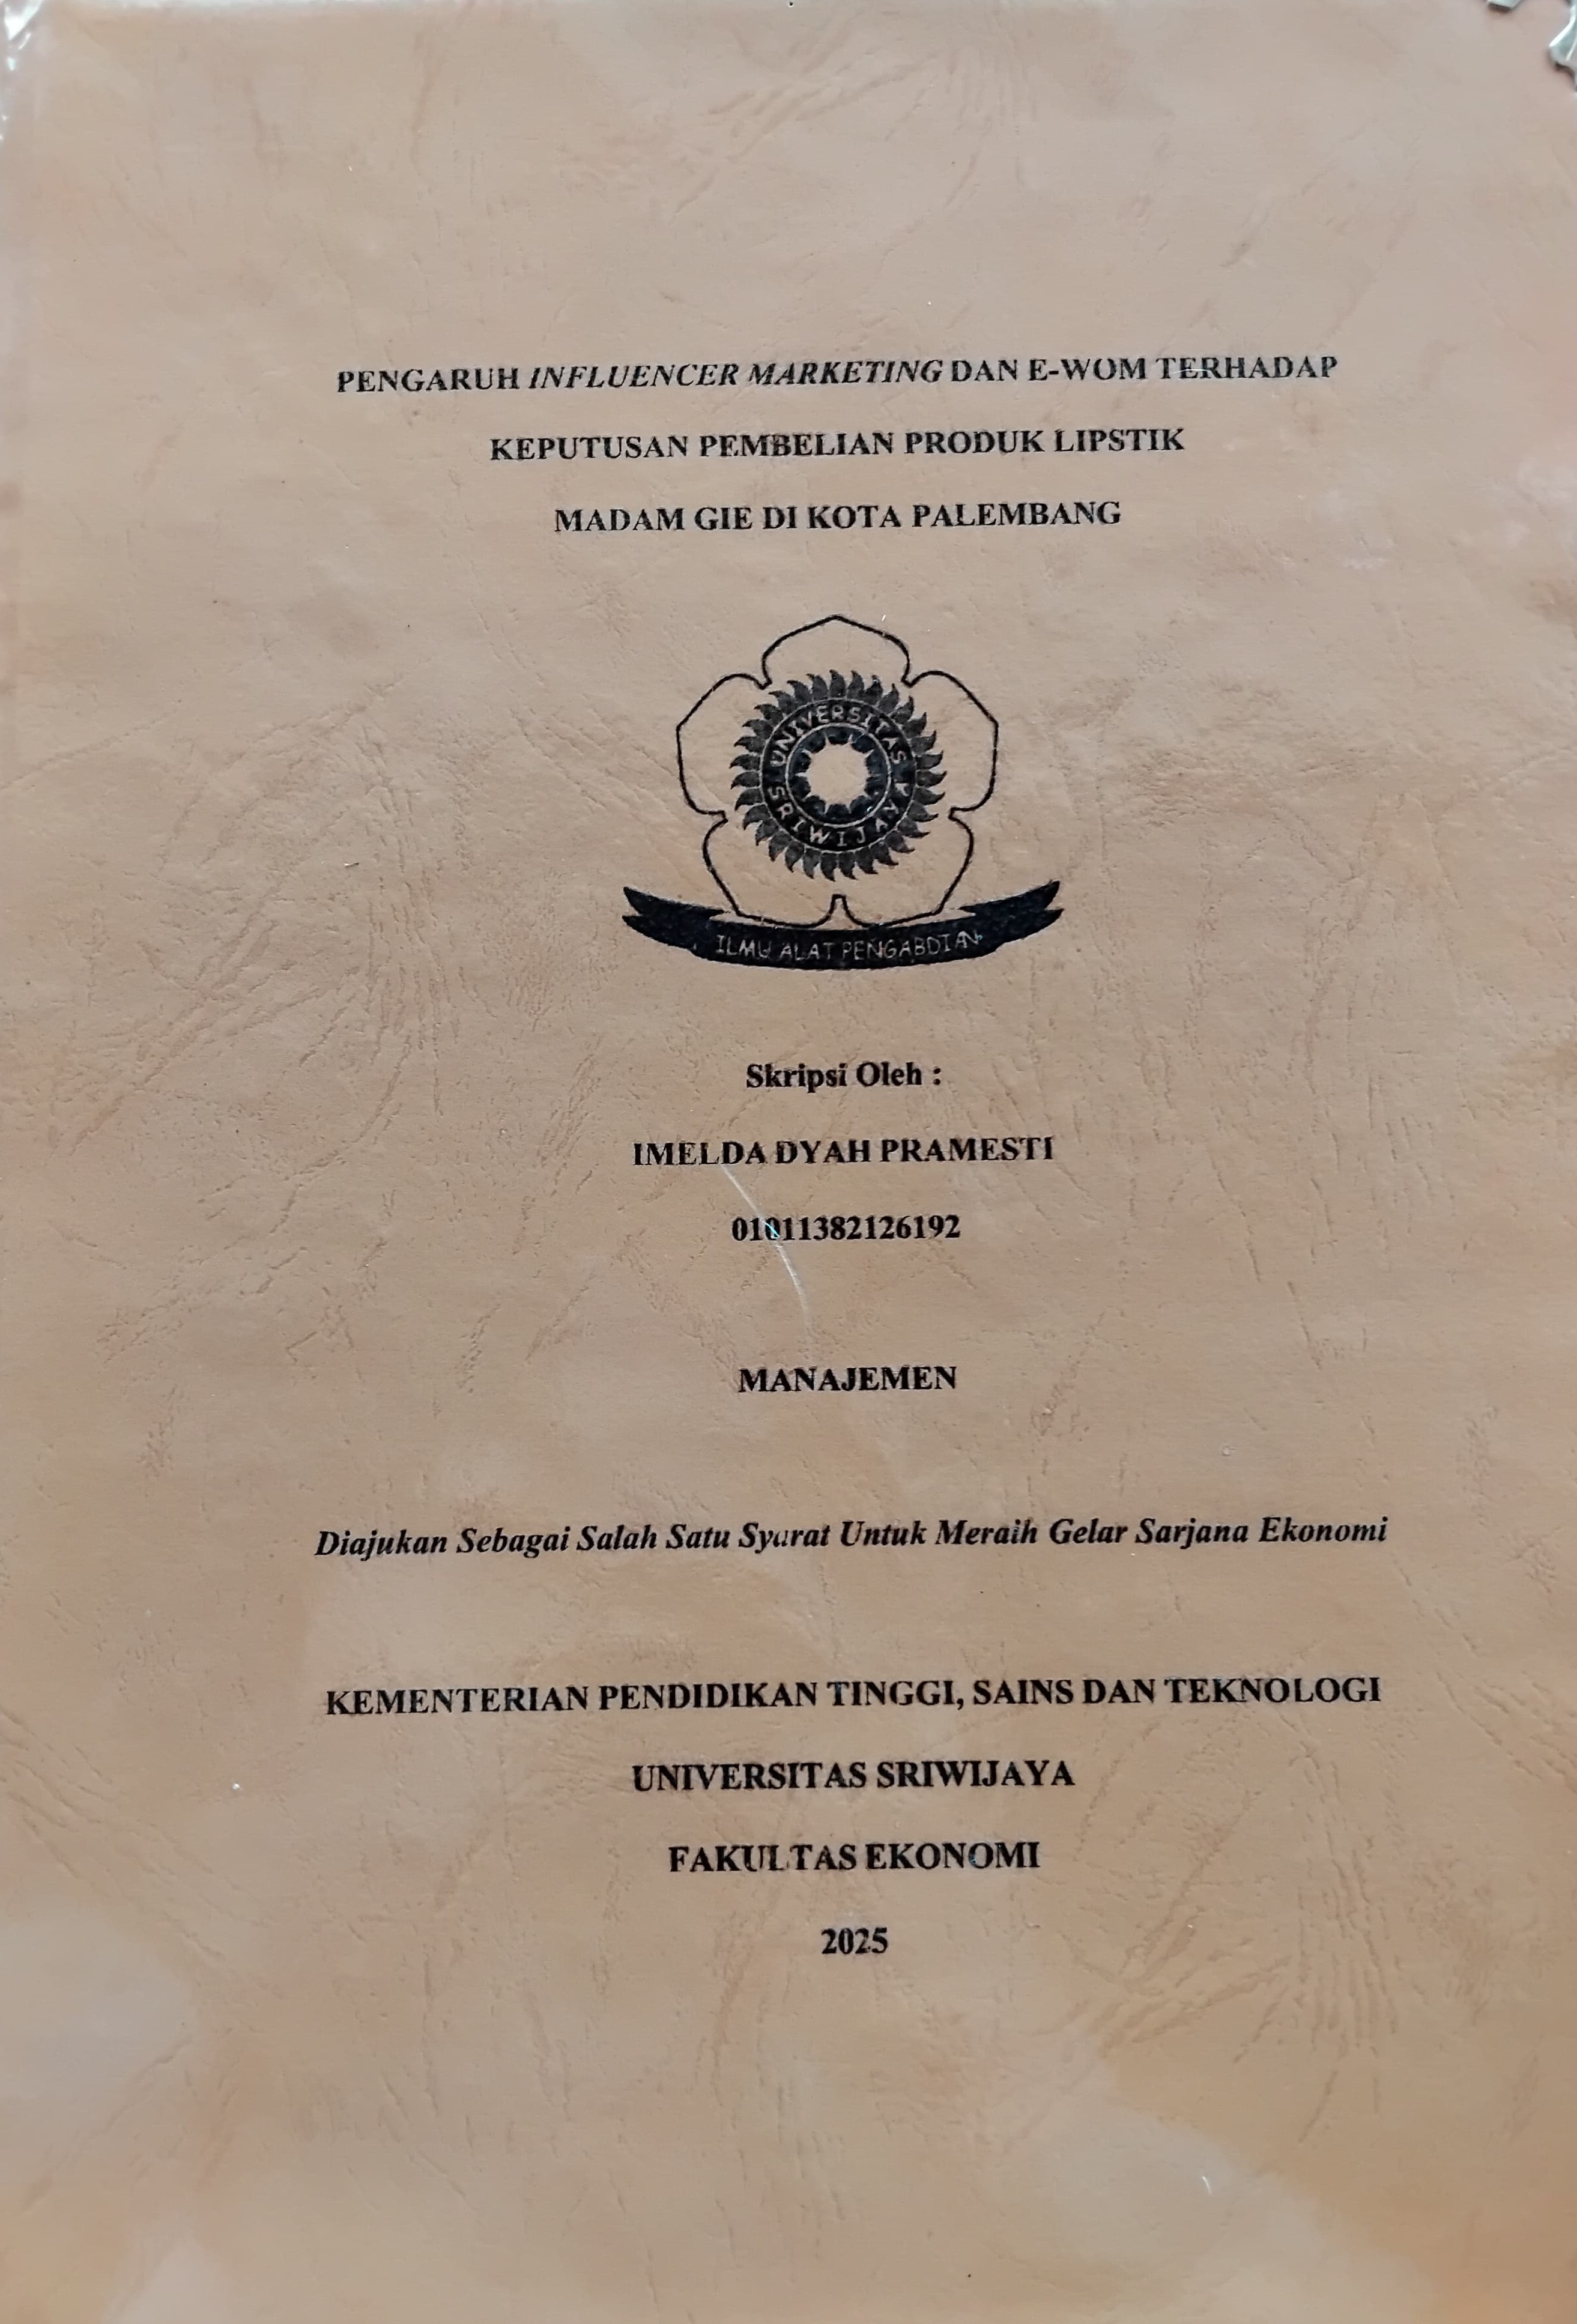 PENGARUH INFLUENCER MARKETING DAN E-WOM TERHADAP
KEPUTUSAN PEMBELIAN PRODUK LIPSTIK
MADAM GIE DI KOTA PALEMBANG
UNIVERSITAS SRIWIJAYA
ILMU ALAT PENGABDIAN
Skripsi Oleh :
IMELDA DYAH PRAMESTI
01011382126192
MANAJEMEN
Diajukan Sebagai Salah Satu Syarat Untuk Meraih Gelar Sarjana Ekonomi
KEMENTERIAN PENDIDIKAN TINGGI, SAINS DAN TEKNOLOGI
UNIVERSITAS SRIWIJAYA
FAKULTAS EKONOMI
2025